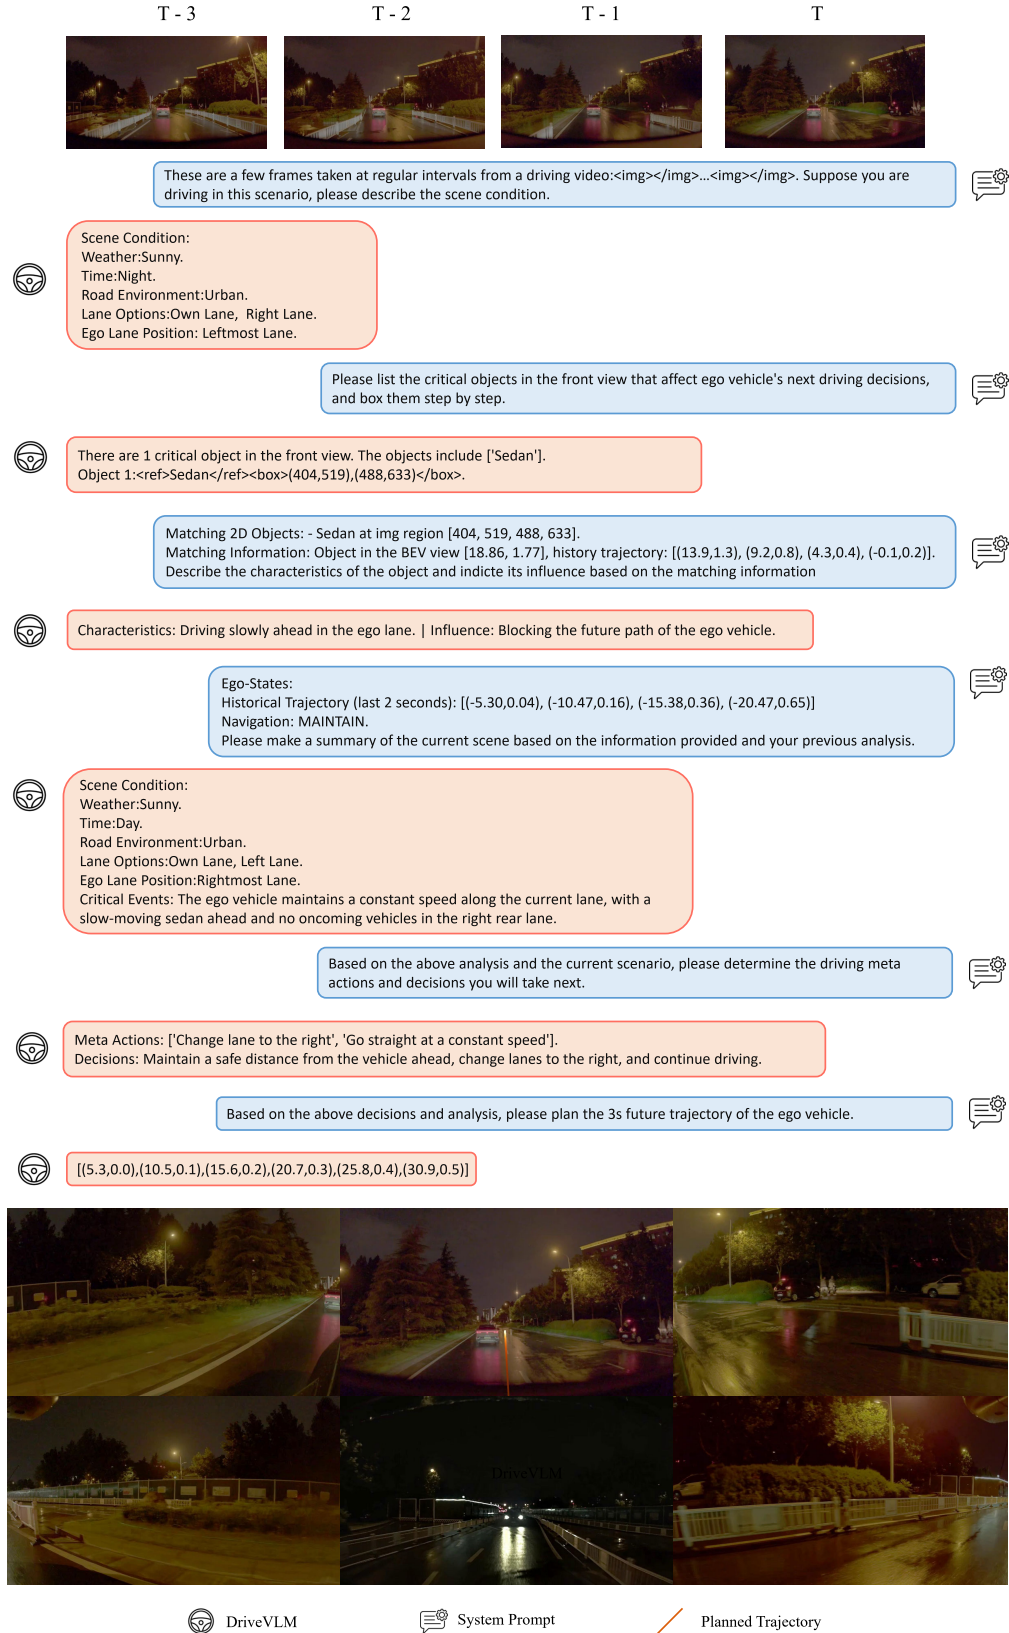 T - 3
T - 2
T - 1
T
These are a few frames taken at regular intervals from a driving video:<img></img>...<img></img>. Suppose you are
driving in this scenario, please describe the scene condition.
Scene Condition:
Weather:Sunny.
Time:Night.
Road Environment:Urban.
Lane Options:Own Lane, Right Lane.
Ego Lane Position: Leftmost Lane.
Please list the critical objects in the front view that affect ego vehicle's next driving decisions,
and box them step by step.
There are 1 critical object in the front view. The objects include ['Sedan'].
Object 1:<ref>Sedan</ref><box>(404,519),(488,633)</box>.
Matching 2D Objects: - Sedan at img region [404, 519, 488, 633].
Matching Information: Object in the BEV view [18.86, 1.77], history trajectory: [(13.9,1.3), (9.2,0.8), (4.3,0.4), (-0.1,0.2)].
Describe the characteristics of the object and indicte its influence based on the matching information
Characteristics: Driving slowly ahead in the ego lane. | Influence: Blocking the future path of the ego vehicle.
Ego-States:
Historical Trajectory (last 2 seconds): [(-5.30,0.04), (-10.47,0.16), (-15.38,0.36), (-20.47,0.65)]
Navigation: MAINTAIN.
Please make a summary of the current scene based on the information provided and your previous analysis.
Scene Condition:
Weather:Sunny.
Time:Day.
Road Environment:Urban.
Lane Options:Own Lane, Left Lane.
Ego Lane Position:Rightmost Lane.
Critical Events: The ego vehicle maintains a constant speed along the current lane, with a
slow-moving sedan ahead and no oncoming vehicles in the right rear lane.
Based on the above analysis and the current scenario, please determine the driving meta
actions and decisions you will take next.
Meta Actions: ['Change lane to the right', 'Go straight at a constant speed'].
Decisions: Maintain a safe distance from the vehicle ahead, change lanes to the right, and continue driving.
Based on the above decisions and analysis, please plan the 3s future trajectory of the ego vehicle.
[(5.3,0.0),(10.5,0.1),(15.6,0.2),(20.7,0.3),(25.8,0.4),(30.9,0.5)]
DriveVLM
DriveVLM
System Prompt
Planned Trajectory